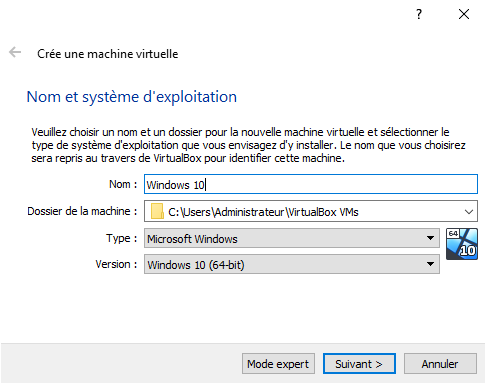 ?
Crée une machine virtuelle
Nom et système d'exploitation
Veuillez choisir un nom et un dossier pour la nouvelle machine virtuelle et sélectionner le
type de système d'exploitation que vous envisagez d'y installer. Le nom que vous choisirez
sera repris au travers de VirtualBox pour identifier cette machine.
Nom : Windows 10
Dossier de la machine : C:\Users\Administrateur\VirtualBox VMs
Type : Microsoft Windows
64
10
Version : Windows 10 (64-bit)
Mode expert Suivant > Annuler